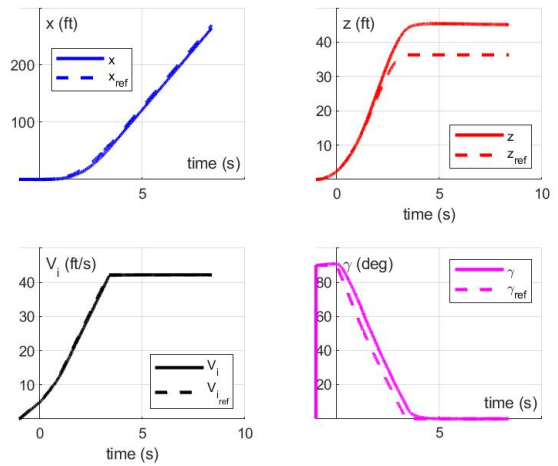 x (ft)
x
x_ref
200
100
time (s)
5
10
z (ft)
40
30
20
10
0
z
z_ref
0
5
10
time (s)
V_i (ft/s)
40
30
20
10
V_i
V_i_ref
0
5
10
time (s)
γ (deg)
80
60
40
20
γ
γ_ref
time (s)
5